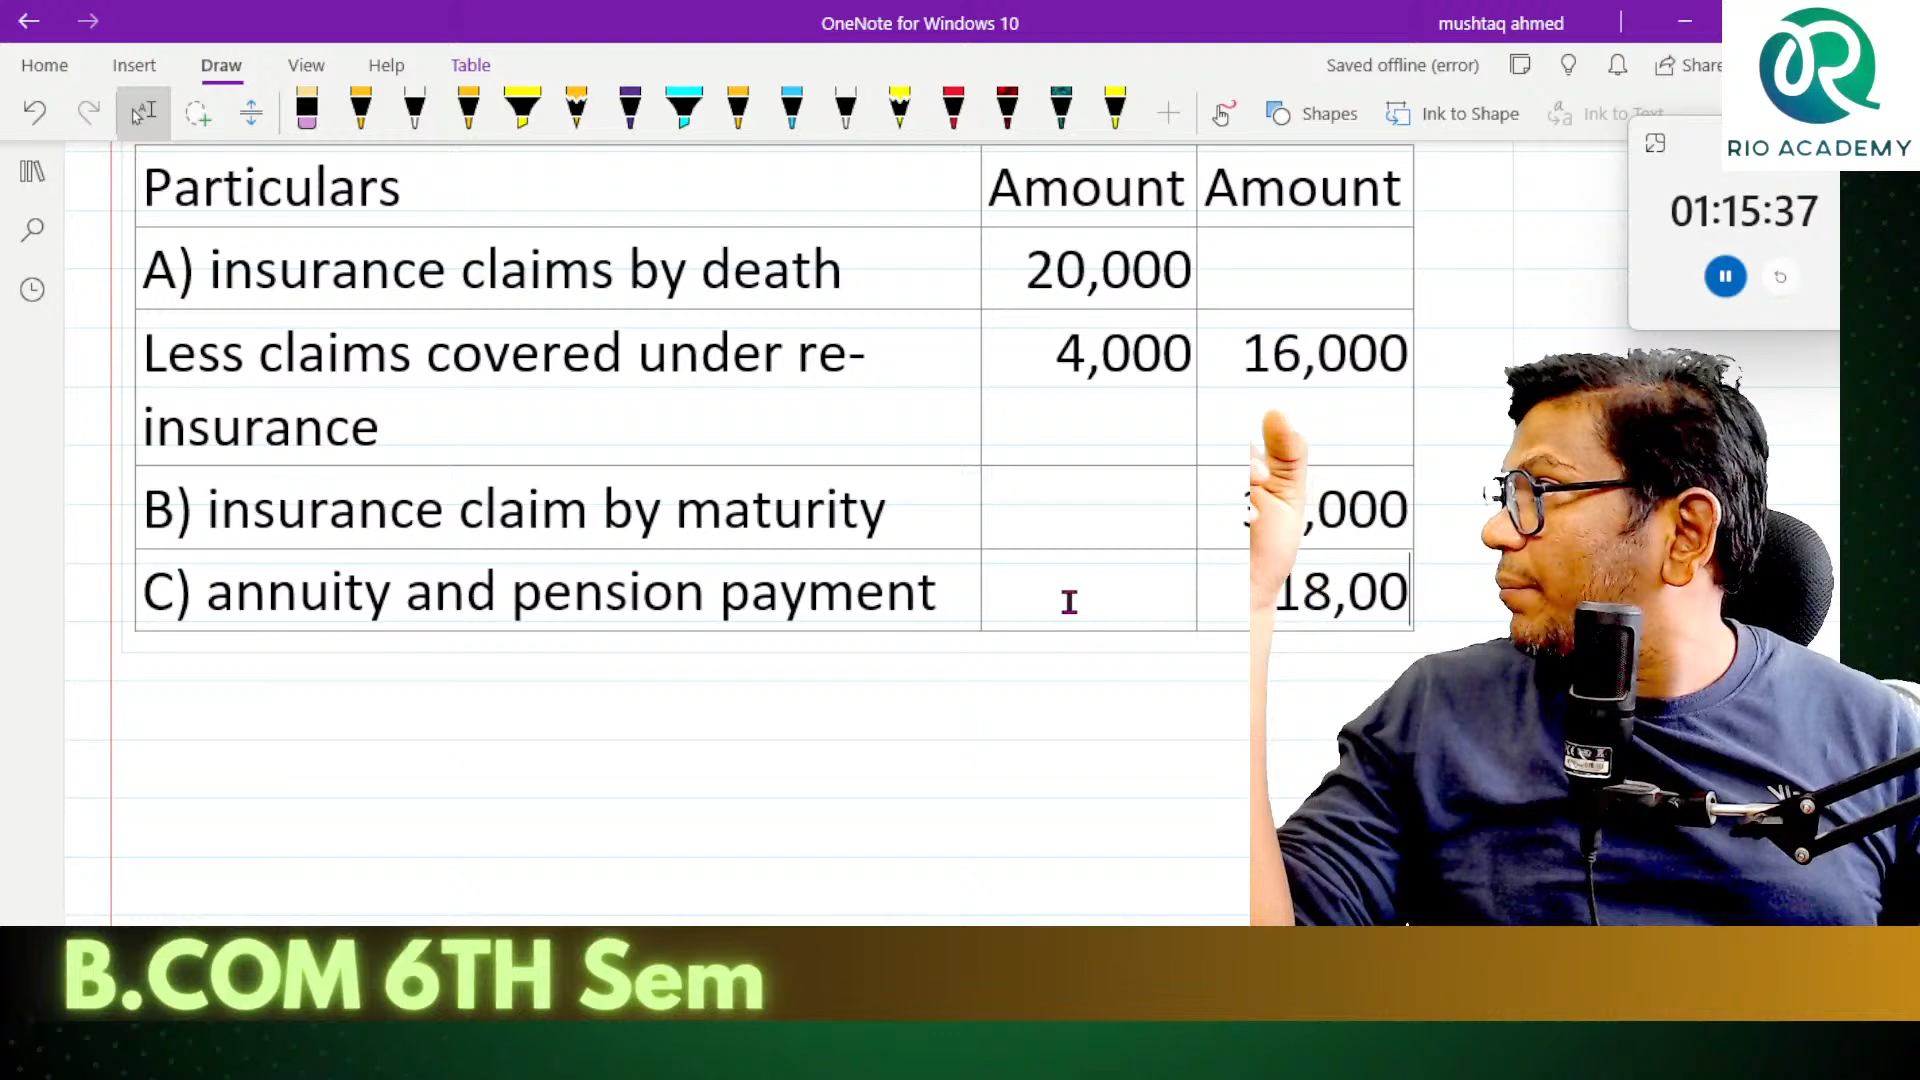 OneNote for Windows 10
mushtaq ahmed
Home Insert Draw View Help Table
Saved offline (error)
Share
Shapes
Ink to Shape
Ink to Text
RIO ACADEMY
01:15:37
Particulars Amount Amount
A) insurance claims by death 20,000
Less claims covered under re- 4,000 16,000
insurance
B) insurance claim by maturity ,000
C) annuity and pension payment 18,00
B.COM 6TH Sem